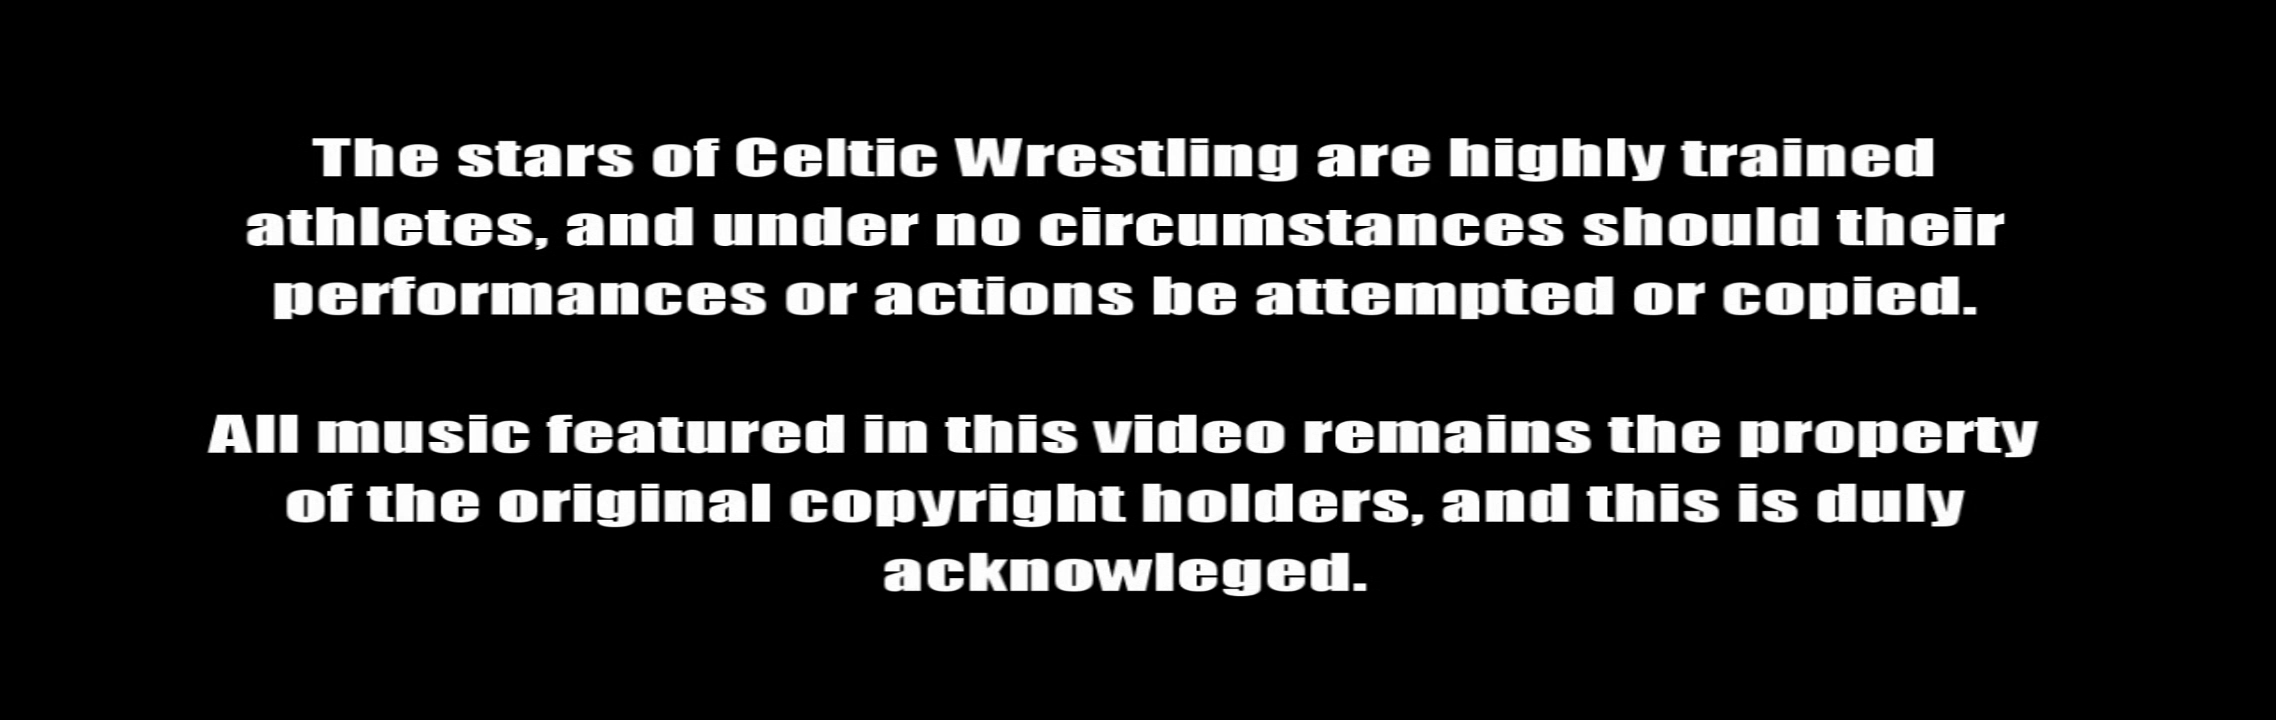 The stars of Celtic Wrestling are highly trained
athletes, and under no circumstances should their
performances or actions be attempted or copied.
All music featured in this video remains the property
of the original copyright holders, and this is duly
acknowleged.